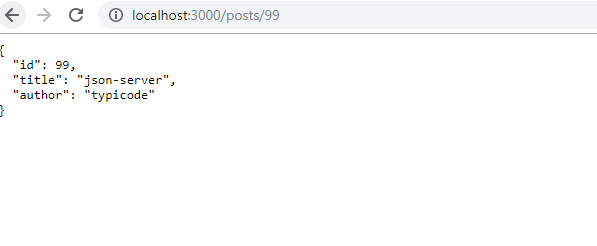 localhost:3000/posts/99
{
  "id": 99,
  "title": "json-server",
  "author": "typicode"
}